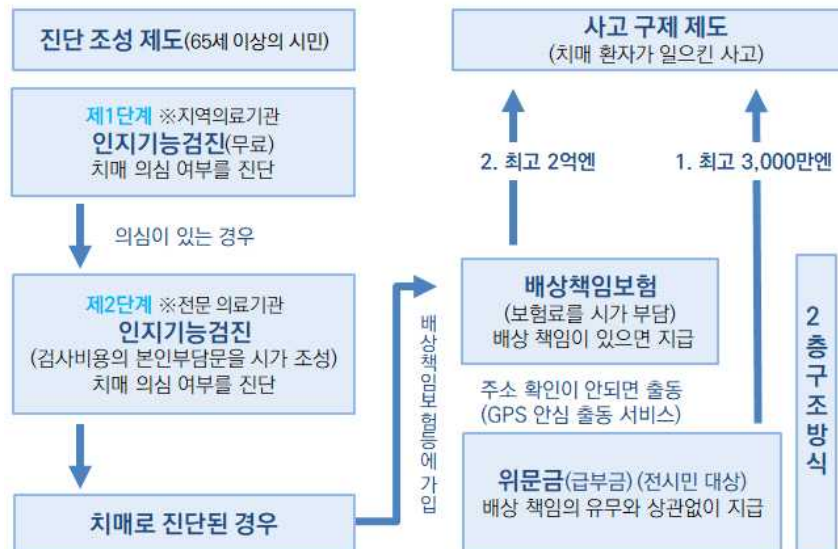 진단 조성 제도(65세 이상의 시민)
제1단계 ※지역의료기관
인지기능검진(무료)
치매 의심 여부를 진단
의심이 있는 경우
제2단계 ※전문 의료기관
인지기능검진
(검사비용의 본인부담문을 시가 조성)
치매 의심 여부를 진단
치매로 진단된 경우
배상책임보험등에 가입
사고 구제 제도
(치매 환자가 일으킨 사고)
2. 최고 2억엔
1. 최고 3,000만엔
배상책임보험
(보험료를 시가 부담)
배상 책임이 있으면 지급
주소 확인이 안되면 출동
(GPS 안심 출동 서비스)
위문금(급부금) (전시민 대상)
배상 책임의 유무와 상관없이 지급
2층구조방식